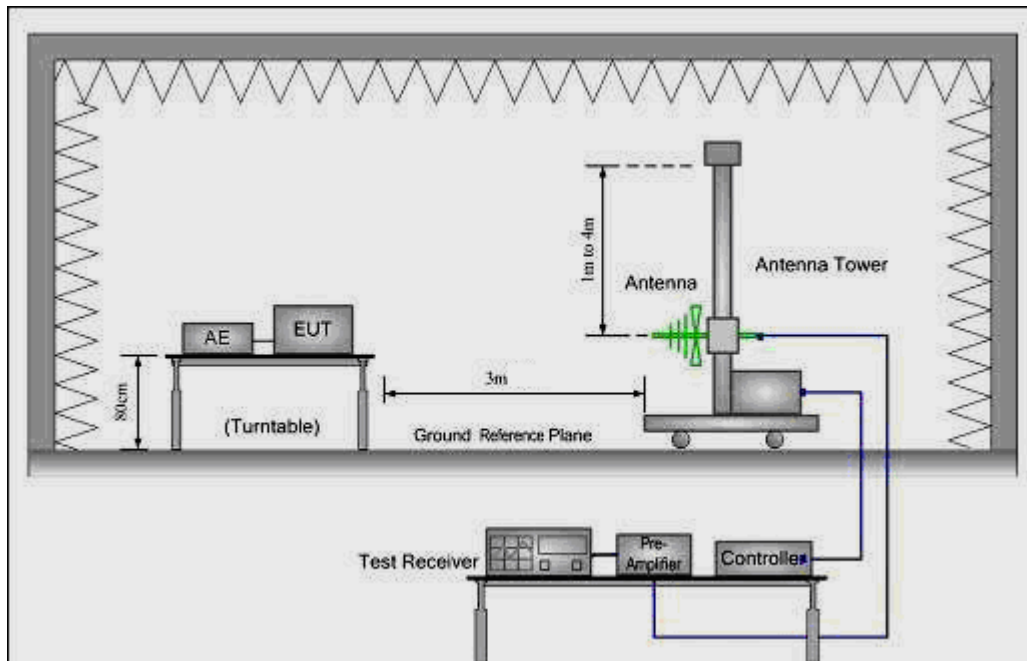 1m to 4m
Antenna
Antenna Tower
AE
EUT
80cm
3m
(Turntable)
Ground Reference Plane
Test Receiver
Pre-
Amplifier
Controller